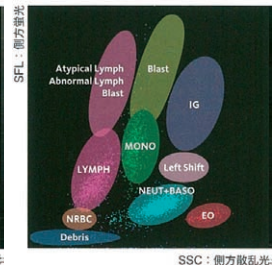 SFL：側方蛍光
Atypical Lymph
Abnormal Lymph
Blast
Blast
IG
MONO
LYMPH
Left Shift
NEUT+BASO
NRBC
EO
Debris
SSC：側方散乱光